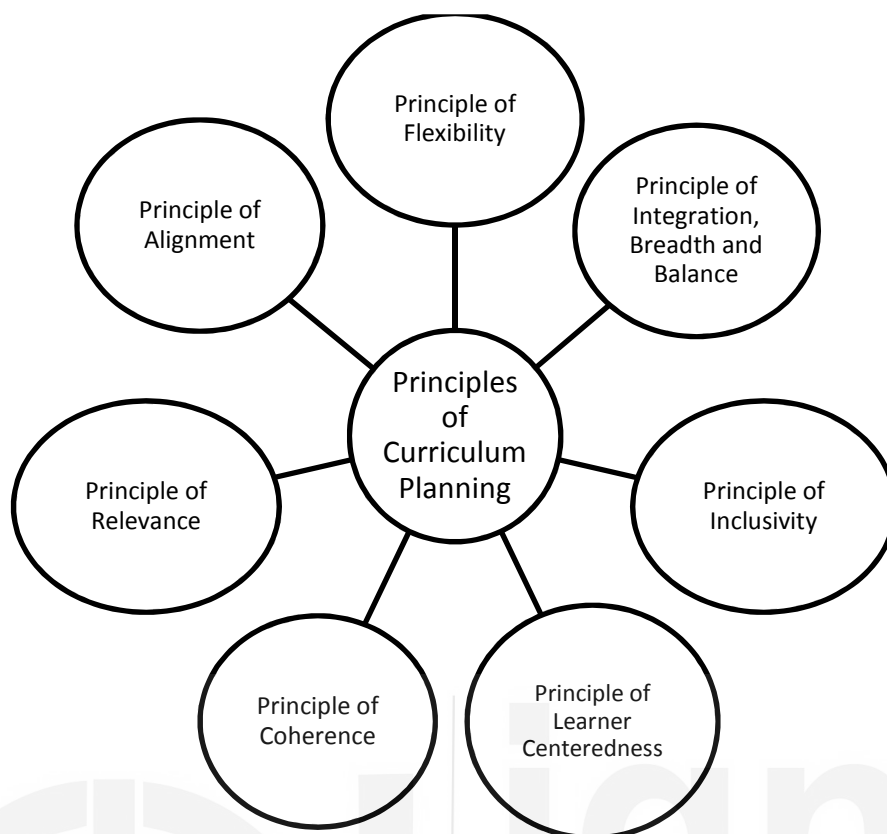 Principle of
Flexibility
Principle of
Integration,
Breadth and
Balance
Principle of
Inclusivity
Principle of
Learner
Centeredness
Principle of
Coherence
Principle of
Relevance
Principle of
Alignment
Principles
of
Curriculum
Planning